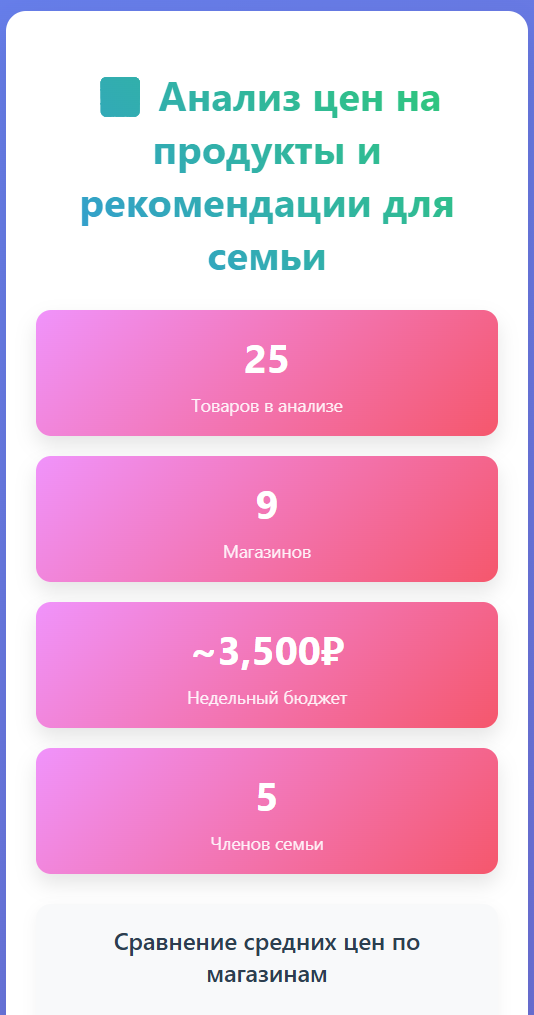 Анализ цен на
продукты и
рекомендации для
семьи
25
Товаров в анализе
9
Магазинов
~3,500₽
Недельный бюджет
5
Членов семьи
Сравнение средних цен по
магазинам